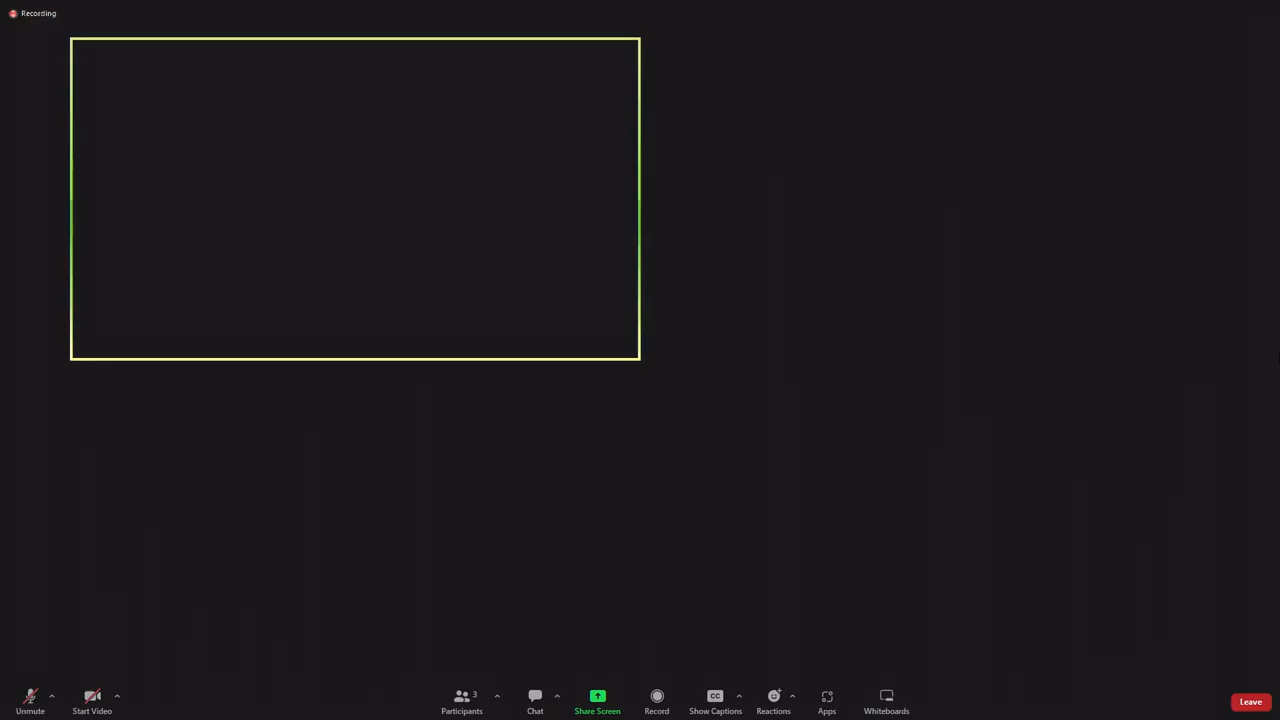 Recording
Unmute
Start Video
Participants
3
Chat
Share Screen
Record
CC
Show Captions
Reactions
Apps
Whiteboards
Leave